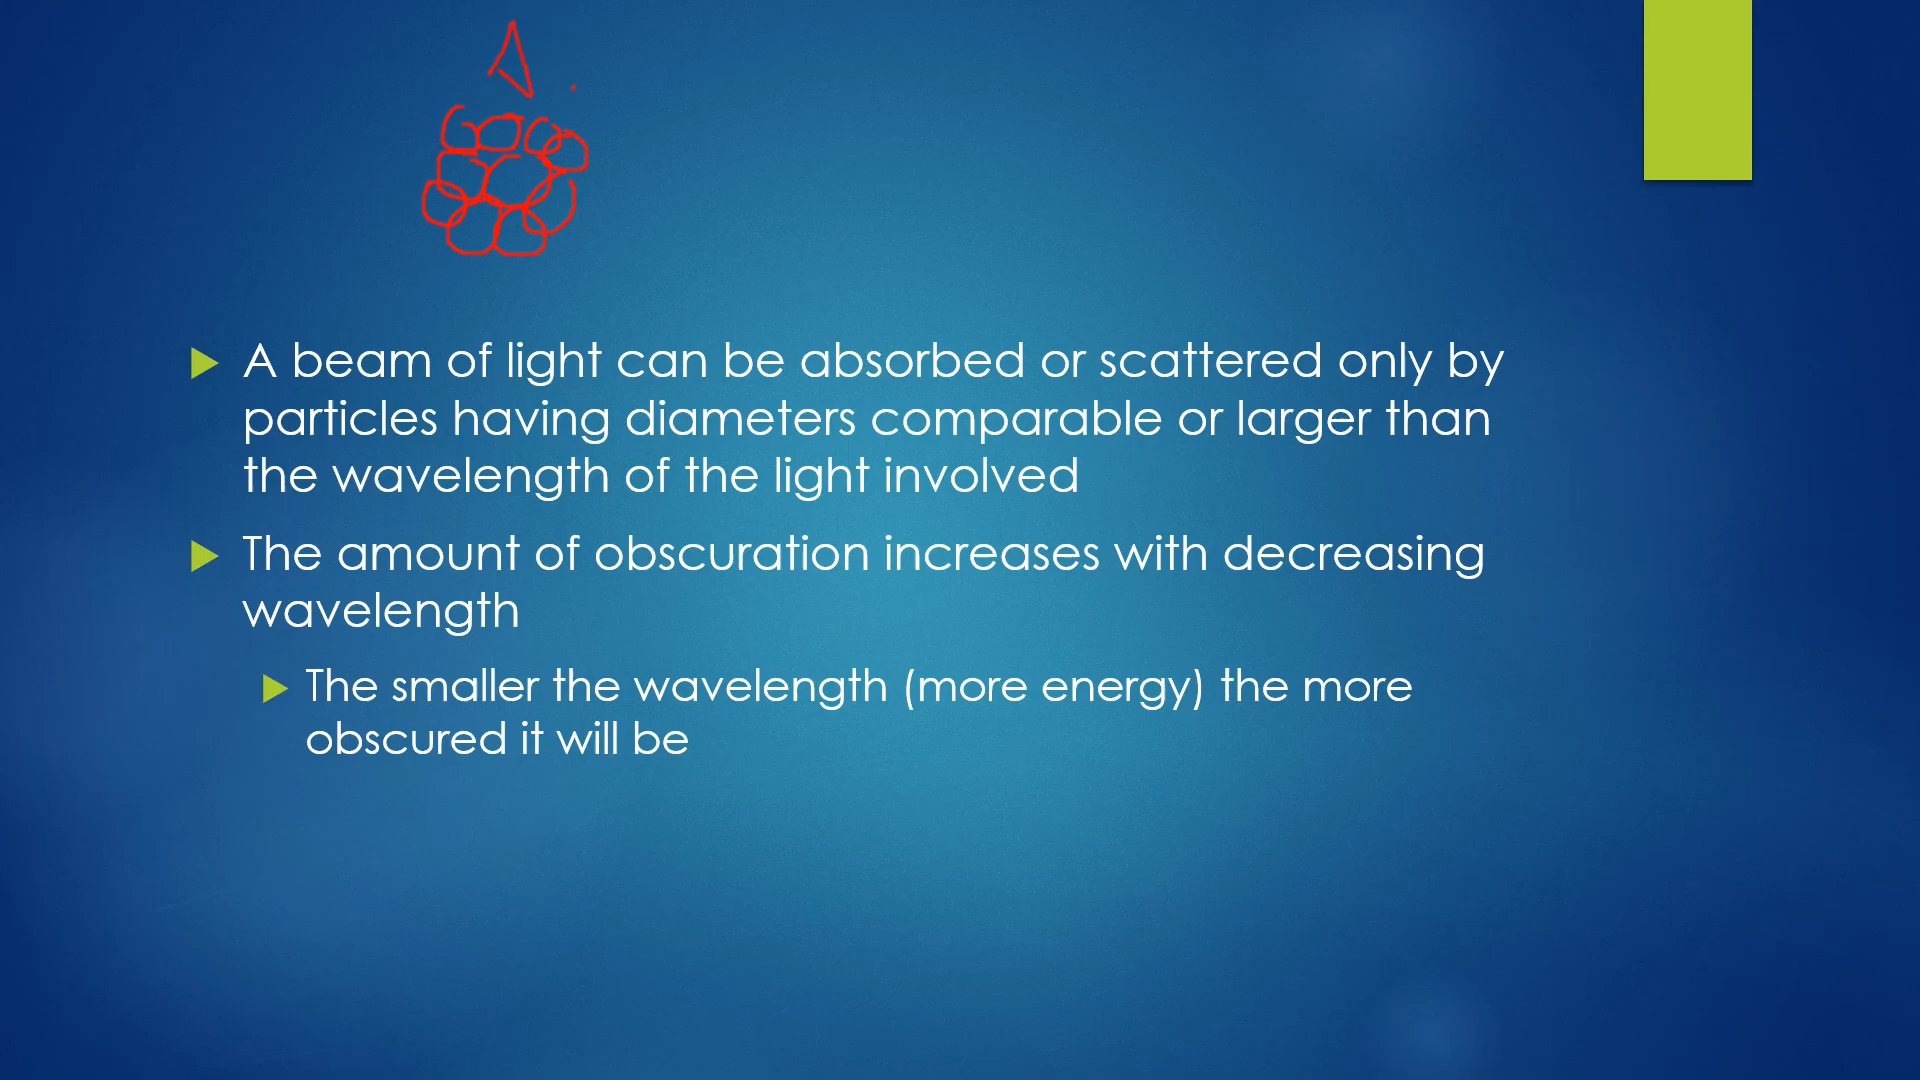 A beam of light can be absorbed or scattered only by
particles having diameters comparable or larger than
the wavelength of the light involved
The amount of obscuration increases with decreasing
wavelength
The smaller the wavelength (more energy) the more
obscured it will be